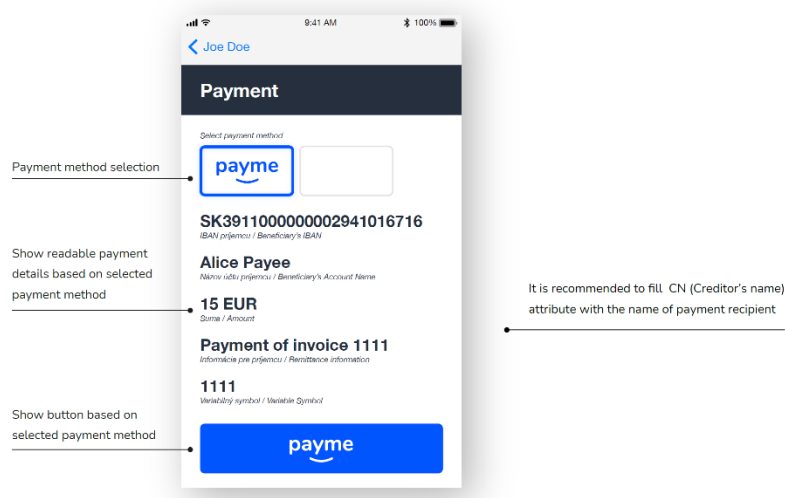 9:41 AM
100%
Joe Doe
Payment
Select payment method
payme
Payment method selection
SK3911000000002941016716
IBAN príjemcu / Beneficiary's IBAN
Show readable payment
details based on selected
payment method
Alice Payee
Názov účtu príjemcu / Beneficiary's Account Name
15 EUR
Suma / Amount
It is recommended to fill CN (Creditor's name)
attribute with the name of payment recipient
Payment of invoice 1111
Informácia pre príjemcu / Remittance information
1111
Variabilný symbol / Variable Symbol
Show button based on
selected payment method
payme